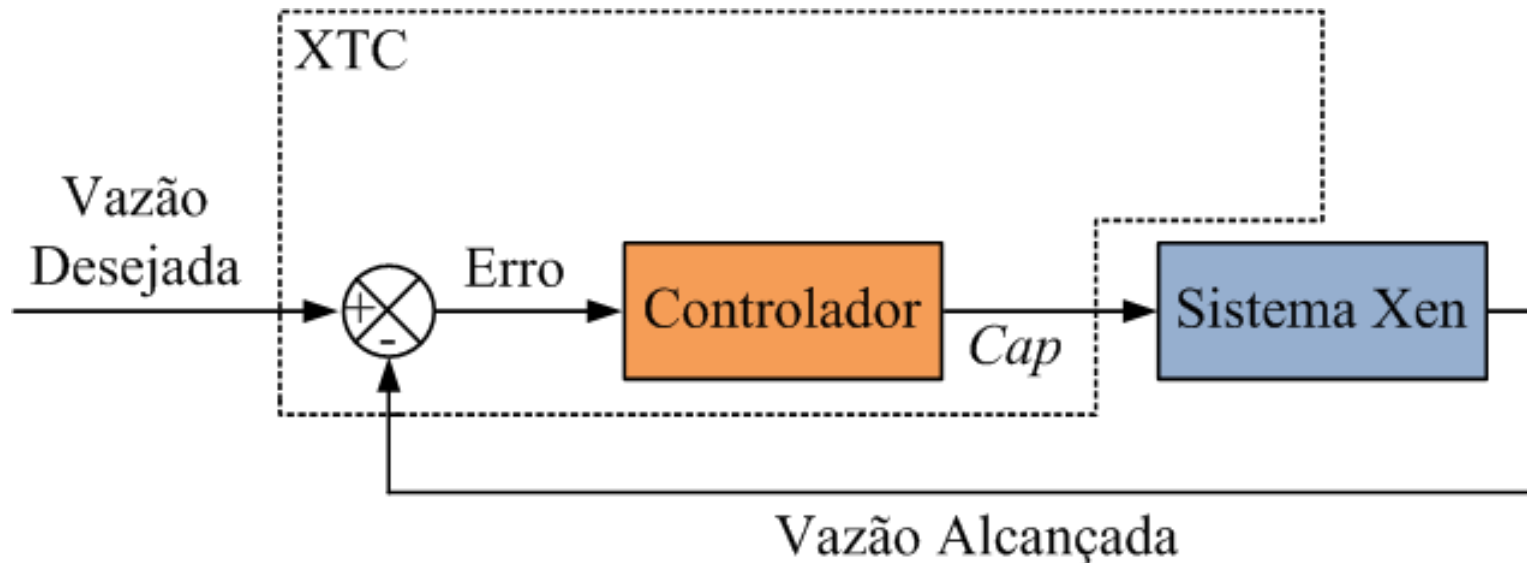 XTC
Vazão
Desejada
+
-
Erro
Controlador
Cap
Sistema Xen
Vazão Alcançada